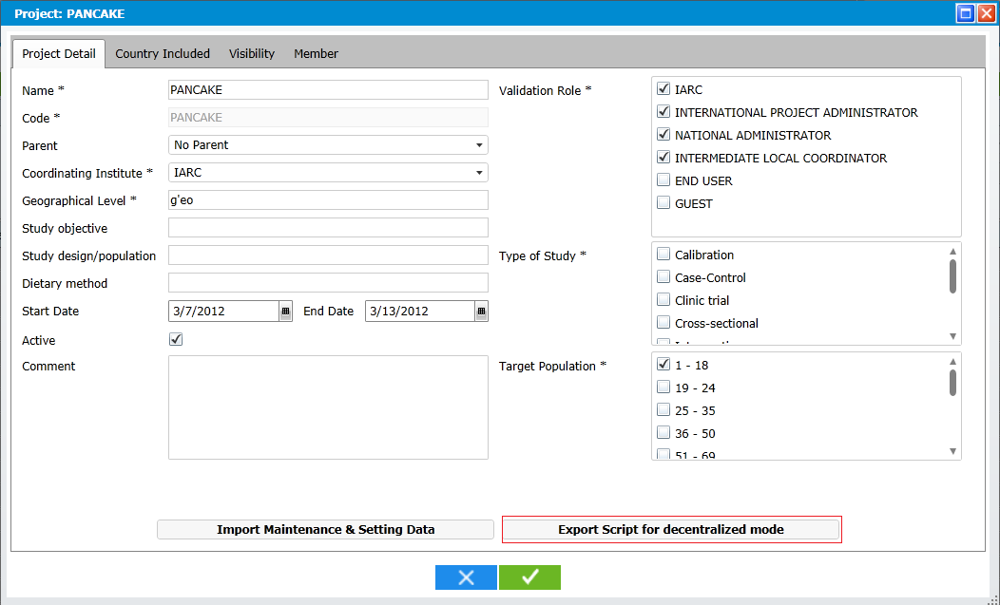 Project: PANCAKE
Project Detail Country Included Visibility Member
Name * PANCAKE
Code * PANCAKE
Parent No Parent
Coordinating Institute * IARC
Geographical Level * g'eo
Study objective
Study design/population
Dietary method
Start Date 3/7/2012 End Date 3/13/2012
Active
Comment
Validation Role *
IARC
INTERNATIONAL PROJECT ADMINISTRATOR
NATIONAL ADMINISTRATOR
INTERMEDIATE LOCAL COORDINATOR
END USER
GUEST
Type of Study *
Calibration
Case-Control
Clinic trial
Cross-sectional
Target Population *
1 - 18
19 - 24
25 - 35
36 - 50
51 - 69
Import Maintenance & Setting Data Export Script for decentralized mode